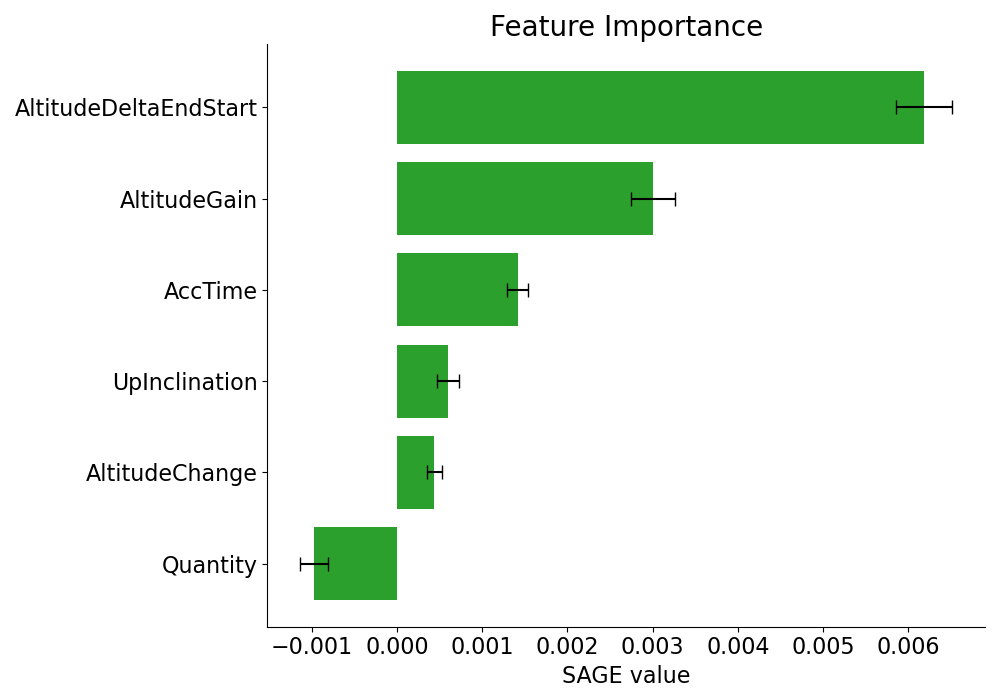 Feature Importance
AltitudeDeltaEndStart
AltitudeGain
AccTime
UpInclination
AltitudeChange
Quantity
−0.001 0.000 0.001 0.002 0.003 0.004 0.005 0.006
SAGE value